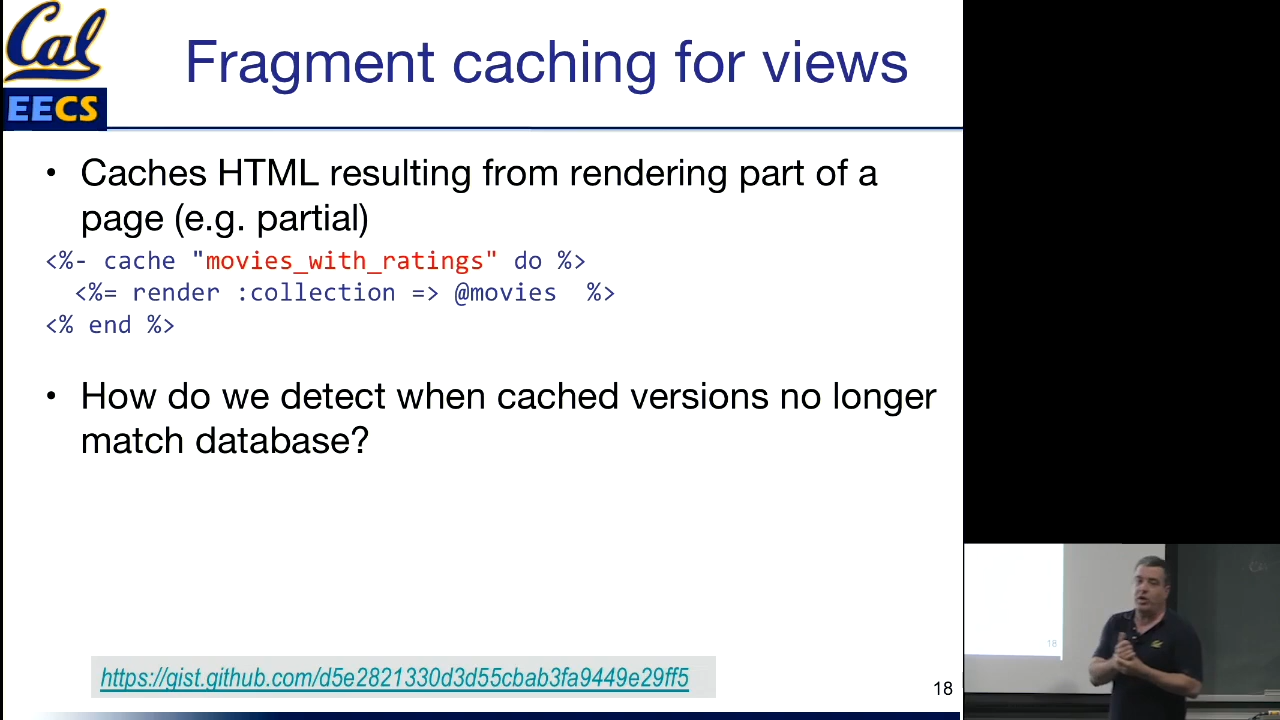 Cal
EECS
Fragment caching for views
• Caches HTML resulting from rendering part of a
page (e.g. partial)
<%- cache "movies_with_ratings" do %>
<%= render :collection => @movies %>
<% end %>
• How do we detect when cached versions no longer
match database?
https://gist.github.com/d5e2821330d3d55cbab3fa9449e29ff5
18
18